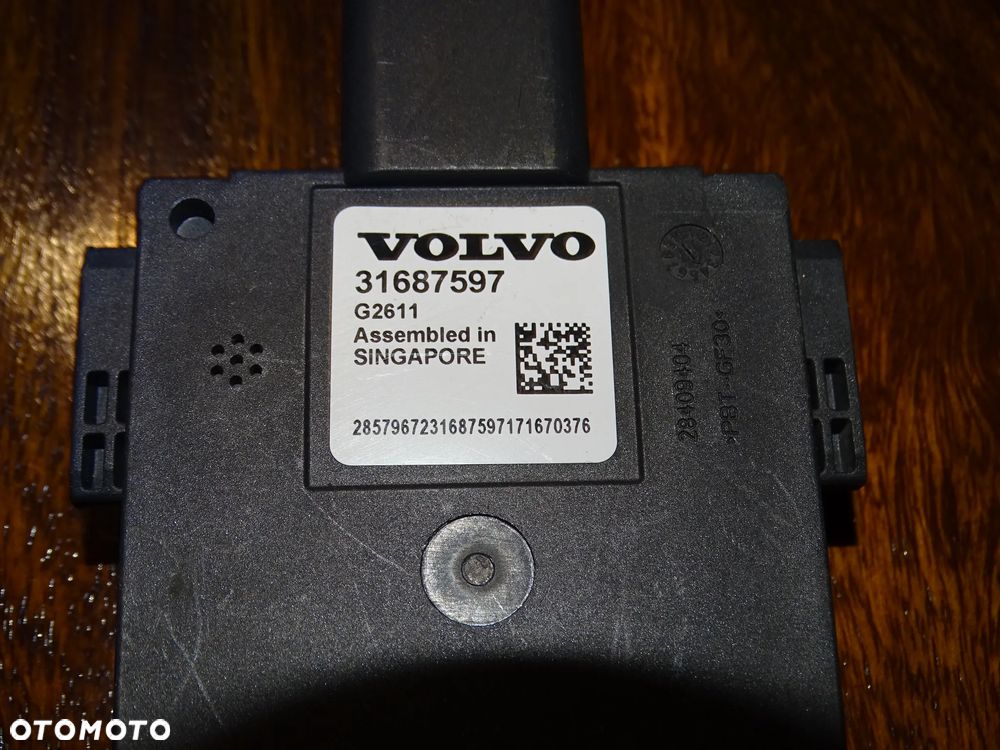 VOLVO
31687597
G2611
Assembled in
SINGAPORE
2857967231687597171670376
28409404
>PBT-GF30<
OTOMOTO